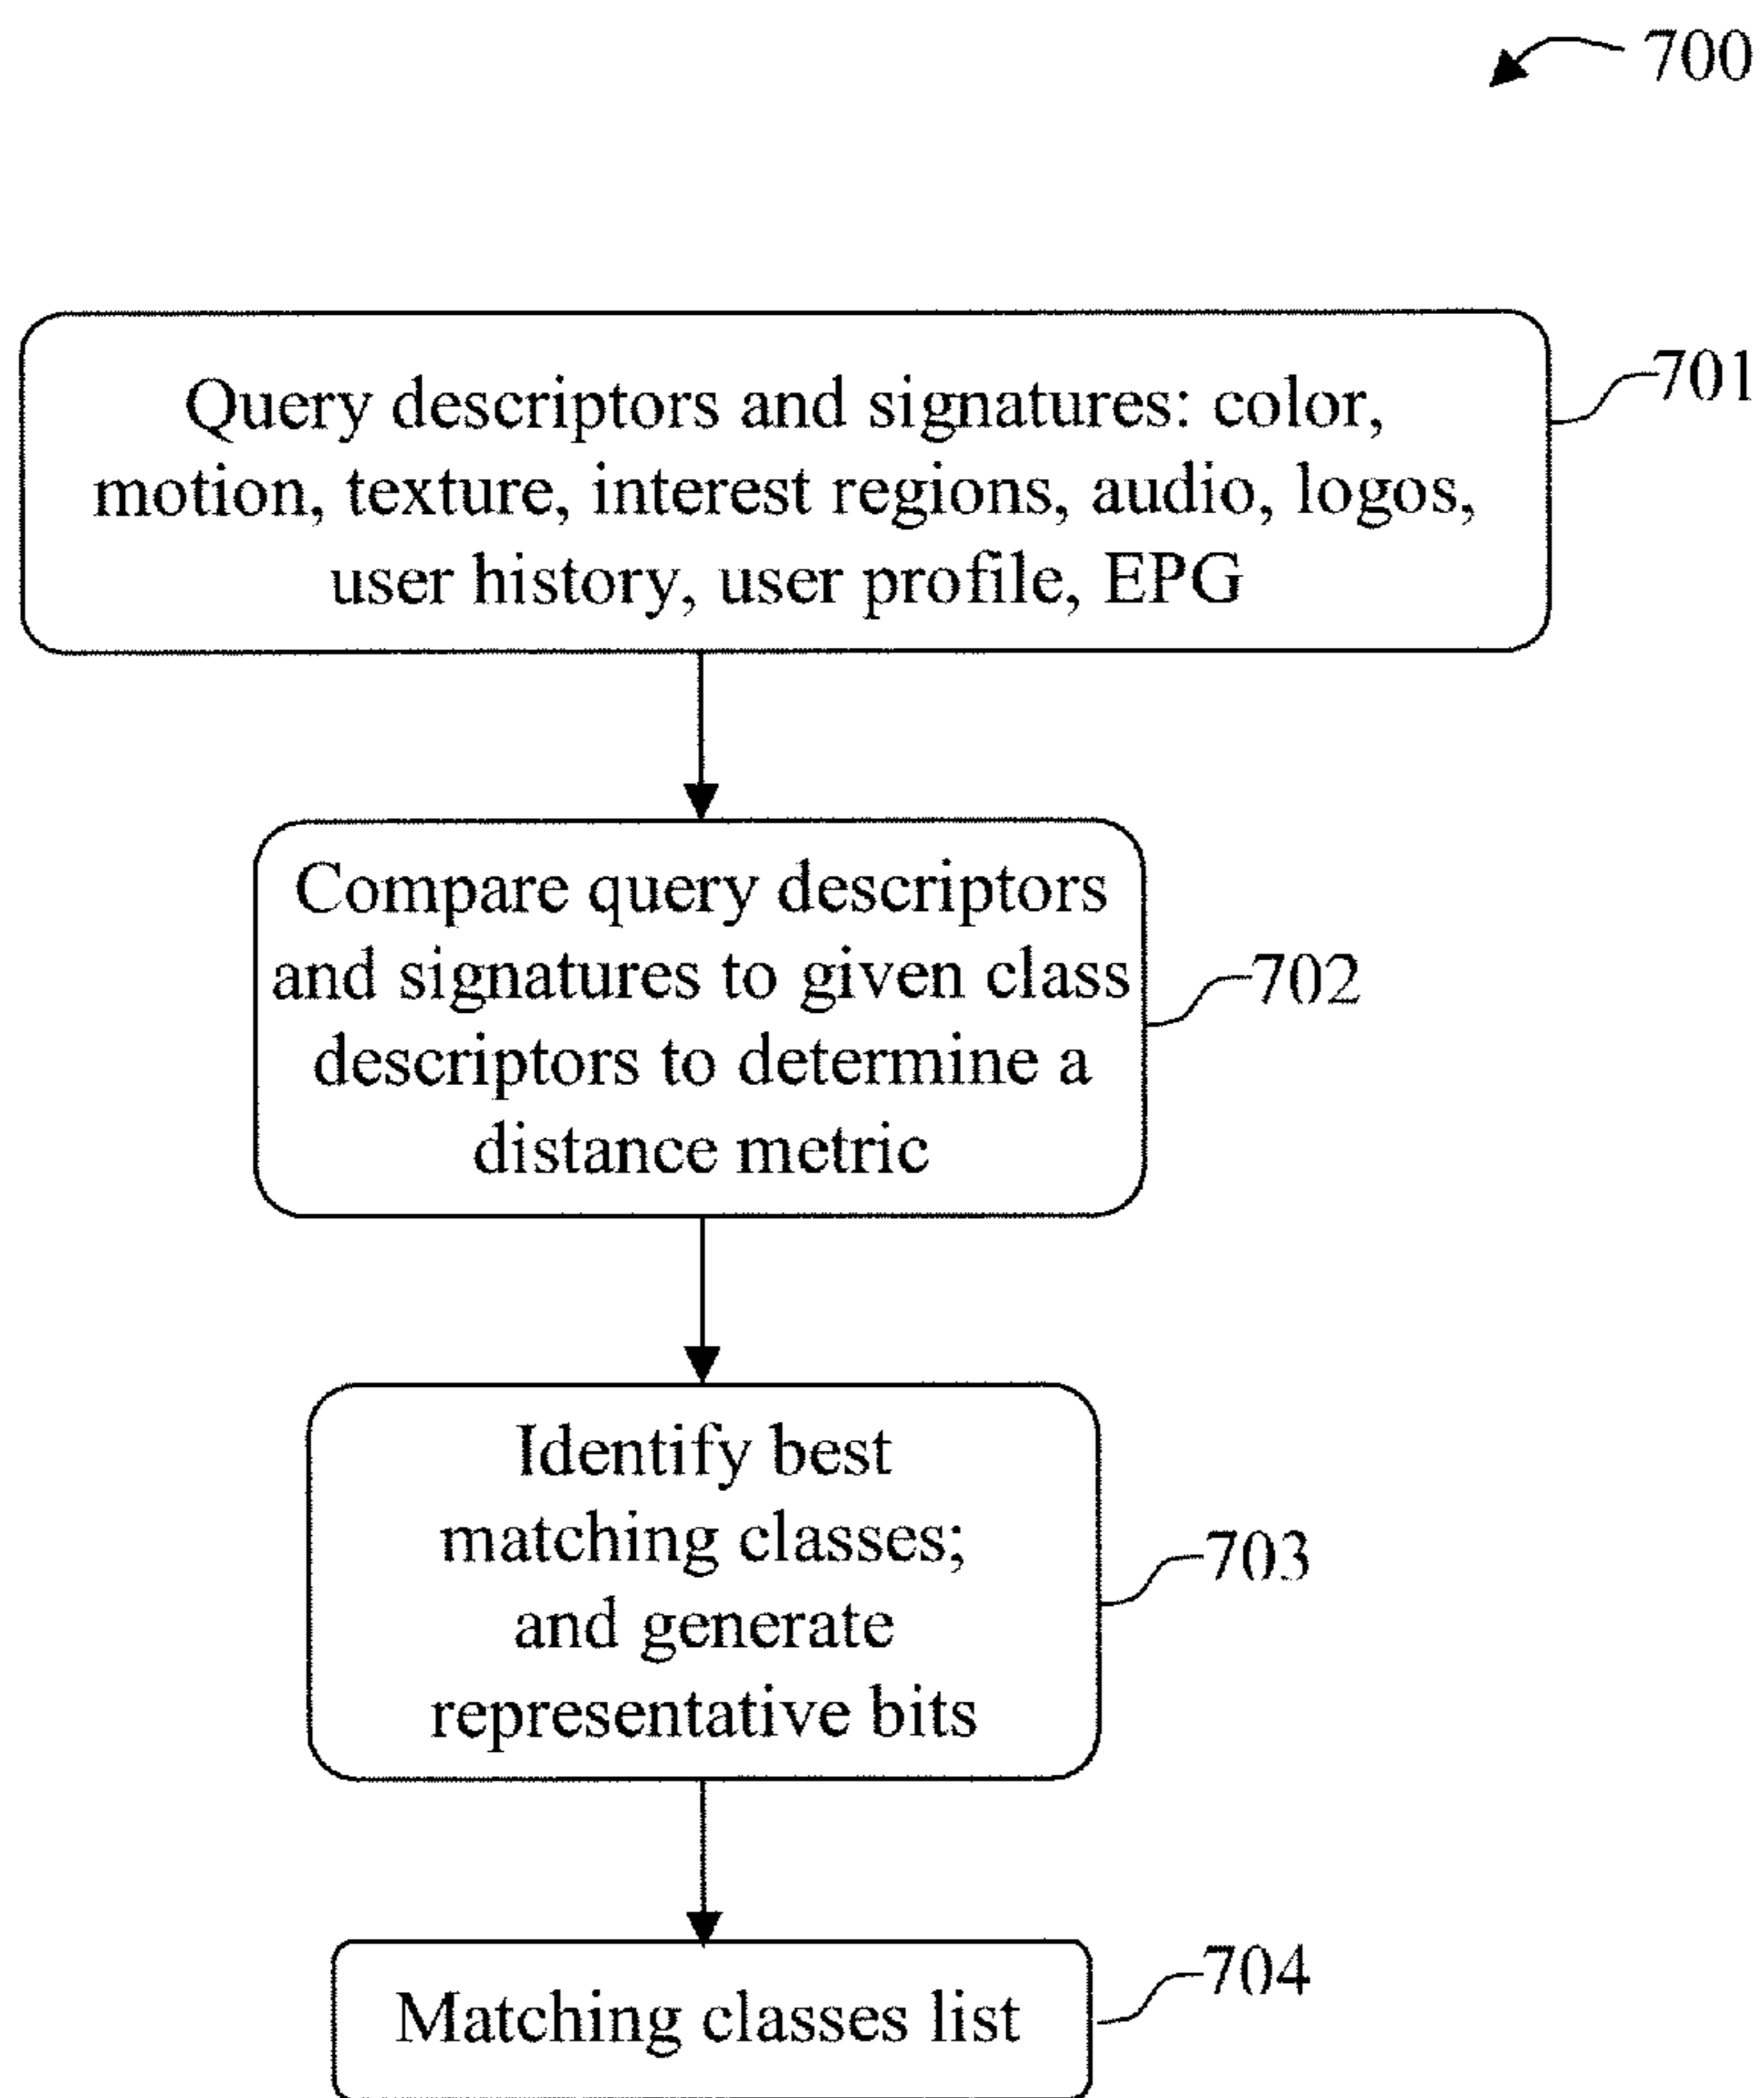 700
Query descriptors and signatures: color,
motion, texture, interest regions, audio, logos,
user history, user profile, EPG
701
Compare query descriptors
and signatures to given class
descriptors to determine a
distance metric
702
Identify best
matching classes;
and generate
representative bits
703
Matching classes list
704